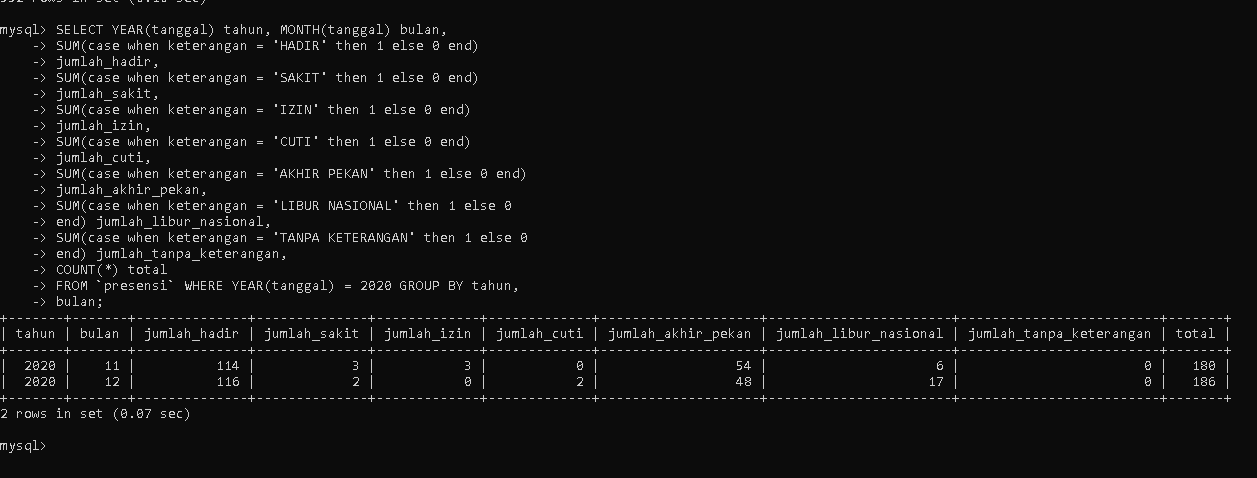 mysql> SELECT YEAR(tanggal) tahun, MONTH(tanggal) bulan,
    -> SUM(case when keterangan = 'HADIR' then 1 else 0 end)
    -> jumlah_hadir,
    -> SUM(case when keterangan = 'SAKIT' then 1 else 0 end)
    -> jumlah_sakit,
    -> SUM(case when keterangan = 'IZIN' then 1 else 0 end)
    -> jumlah_izin,
    -> SUM(case when keterangan = 'CUTI' then 1 else 0 end)
    -> jumlah_cuti,
    -> SUM(case when keterangan = 'AKHIR PEKAN' then 1 else 0 end)
    -> jumlah_akhir_pekan,
    -> SUM(case when keterangan = 'LIBUR NASIONAL' then 1 else 0
    -> end) jumlah_libur_nasional,
    -> SUM(case when keterangan = 'TANPA KETERANGAN' then 1 else 0
    -> end) jumlah_tanpa_keterangan,
    -> COUNT(*) total
    -> FROM `presensi` WHERE YEAR(tanggal) = 2020 GROUP BY tahun,
    -> bulan;
| tahun | bulan | jumlah_hadir | jumlah_sakit | jumlah_izin | jumlah_cuti | jumlah_akhir_pekan | jumlah_libur_nasional | jumlah_tanpa_keterangan | total |
| 2020 | 11 | 114 | 3 | 3 | 0 | 54 | 6 | 0 | 180 |
| 2020 | 12 | 116 | 2 | 0 | 2 | 48 | 17 | 0 | 186 |
2 rows in set (0.07 sec)
mysql>